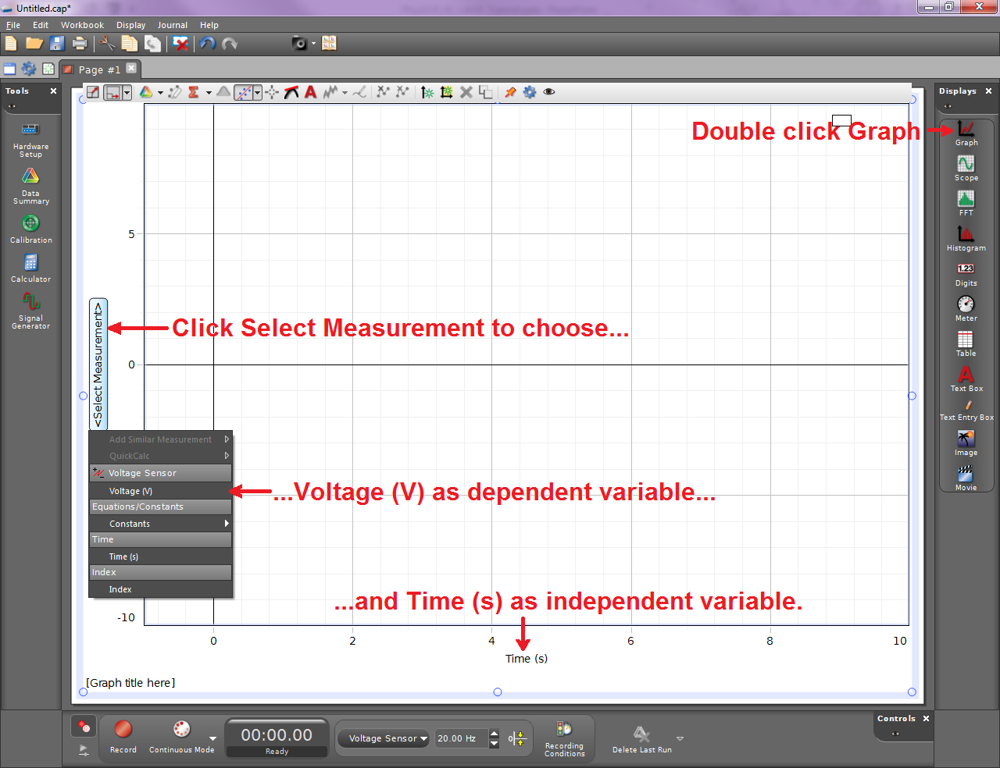 Untitled.cap*
File Edit Workbook Display Journal Help
Page #1
Tools
Hardware
Setup
Data
Summary
Calibration
Calculator
Signal
Generator
Displays
Graph
Scope
FFT
Histogram
1.23
Digits
Meter
Table
Text Box
Text Entry Box
Image
Movie
Double click Graph
5
0
-10
<Select Measurement>
Click Select Measurement to choose...
Add Similar Measurement
QuickCalc
Voltage Sensor
Voltage (V)
Equations/Constants
Constants
Time
Time (s)
Index
Index
...Voltage (V) as dependent variable...
...and Time (s) as independent variable.
0 2 4 6 8 10
Time (s)
[Graph title here]
Controls
Record
Continuous Mode
00:00.00
Ready
Voltage Sensor
20.00 Hz
Recording
Conditions
Delete Last Run